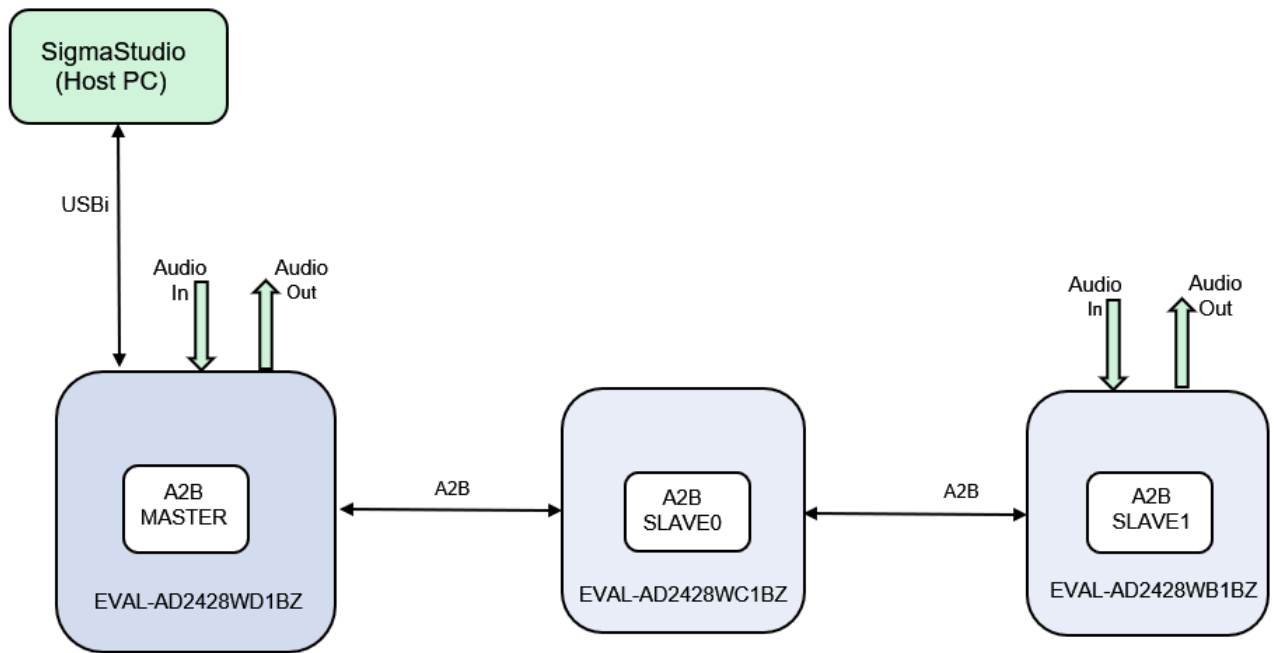 SigmaStudio
(Host PC)
USBi
Audio
In
Audio
Out
Audio
In
Audio
Out
A2B
MASTER
EVAL-AD2428WD1BZ
A2B
A2B
SLAVE0
EVAL-AD2428WC1BZ
A2B
A2B
SLAVE1
EVAL-AD2428WB1BZ